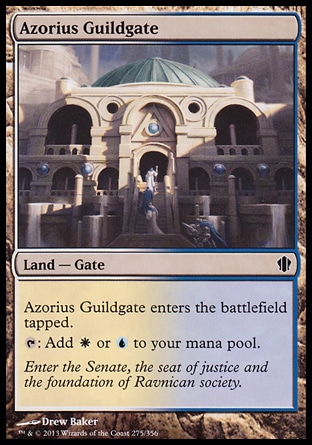 Azorius Guildgate
Land — Gate
Azorius Guildgate enters the battlefield
tapped.
: Add or to your mana pool.
Enter the Senate, the seat of justice and
the foundation of Ravnican society.
Drew Baker
™ & © 2013 Wizards of the Coast 275/356